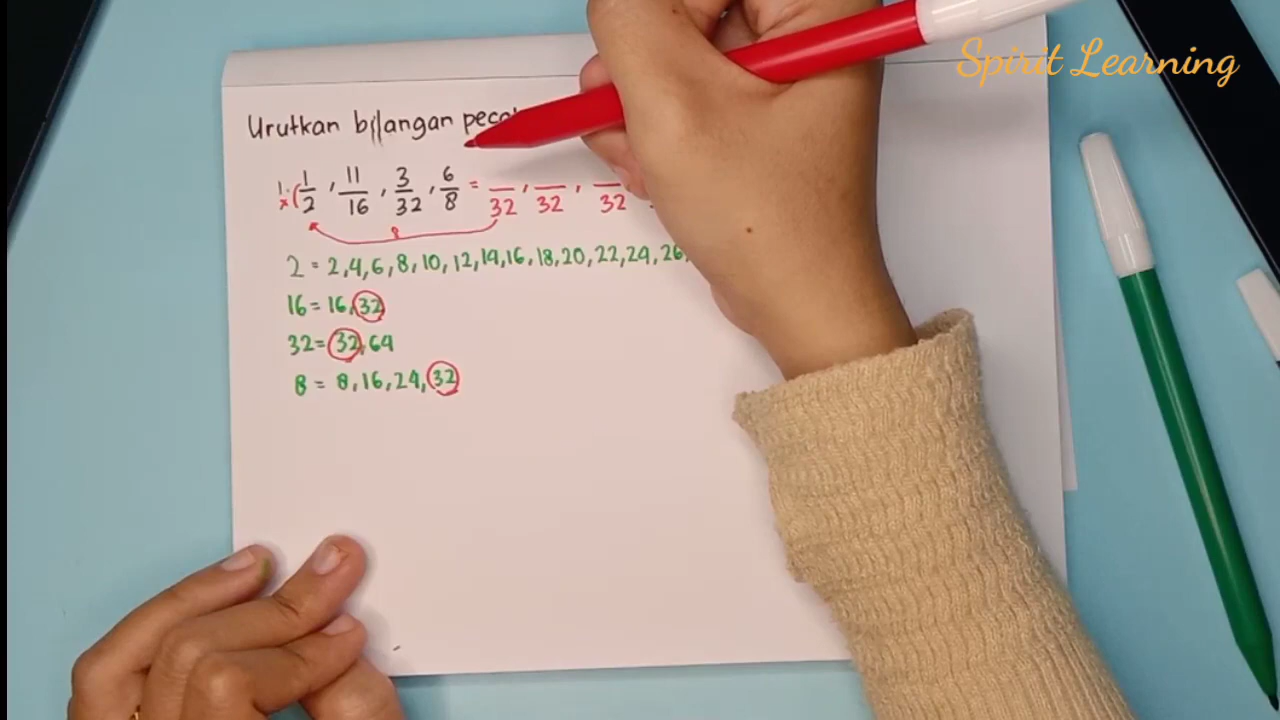 Spirit Learning
Urutkan bilangan
1/2, 11/16, 3/32, 6/8 = /32, /32, /32
2 = 2,4,6,8,10,12,14,16,18,20,22,24,26,
16 = 16,32
32 = 32,64
8 = 8,16,24,32